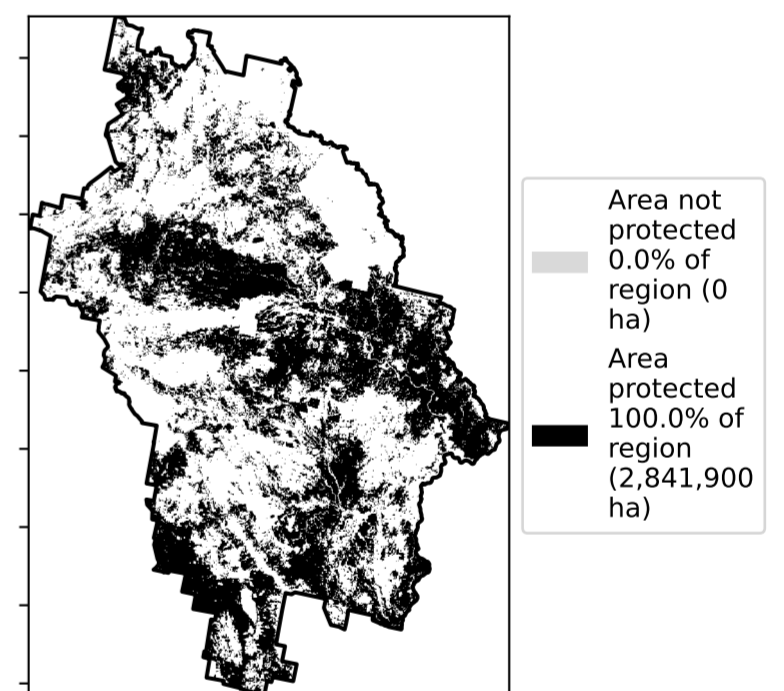 Area not
protected
0.0% of
region (0
ha)
Area
protected
100.0% of
region
(2,841,900
ha)